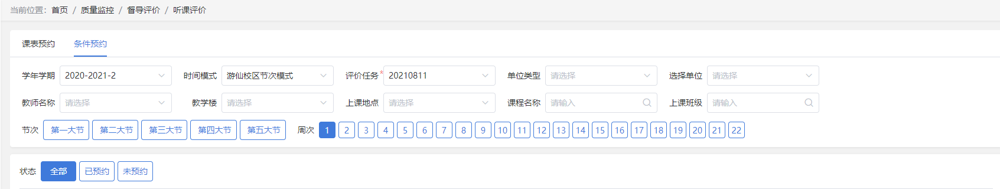 当前位置：首页 / 质量监控 / 督导评价 / 听课评价
课表预约 条件预约
学年学期 2020-2021-2 时间模式 游仙校区节次模式 评价任务* 20210811 单位类型 请选择 选择单位 请选择
教师名称 请选择 教学楼 请选择 上课地点 请选择 课程名称 请输入 上课班级 请输入
节次 第一大节 第二大节 第三大节 第四大节 第五大节 周次 1 2 3 4 5 6 7 8 9 10 11 12 13 14 15 16 17 18 19 20 21 22
状态 全部 已预约 未预约